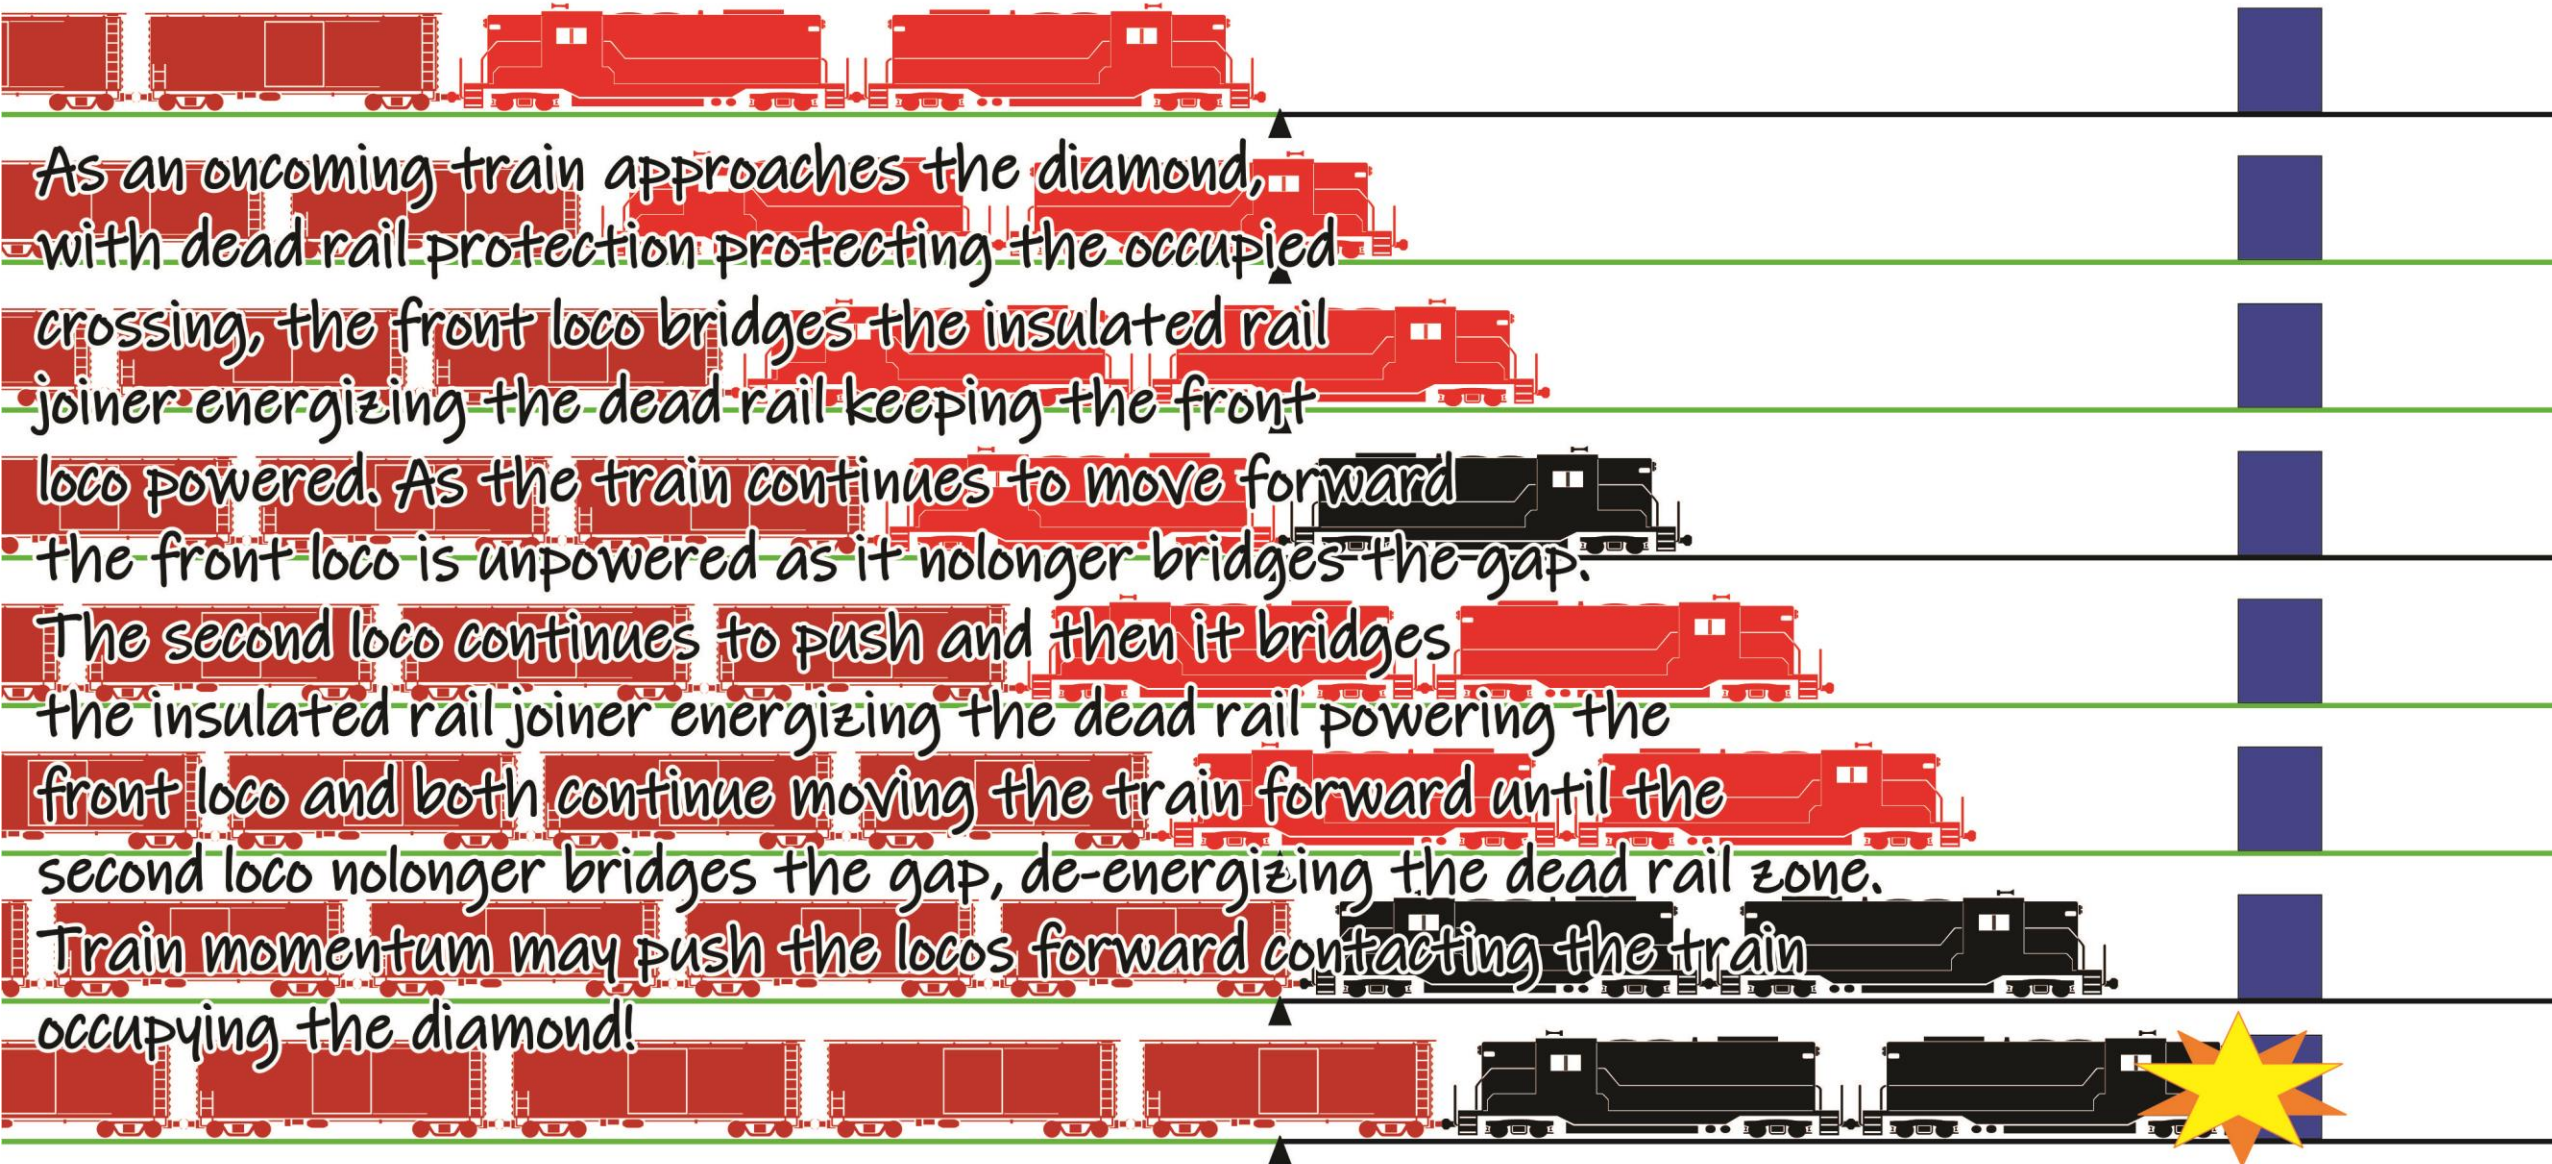 As an oncoming train approaches the diamond,
with dead rail protection protecting the occupied
crossing, the front loco bridges the insulated rail
joiner energizing the dead rail keeping the front
loco powered. As the train continues to move forward
the front loco is unpowered as it nolonger bridges the gap.
The second loco continues to push and then it bridges
the insulated rail joiner energizing the dead rail powering the
front loco and both continue moving the train forward until the
second loco nolonger bridges the gap, de-energizing the dead rail zone.
Train momentum may push the locos forward contacting the train
occupying the diamond!